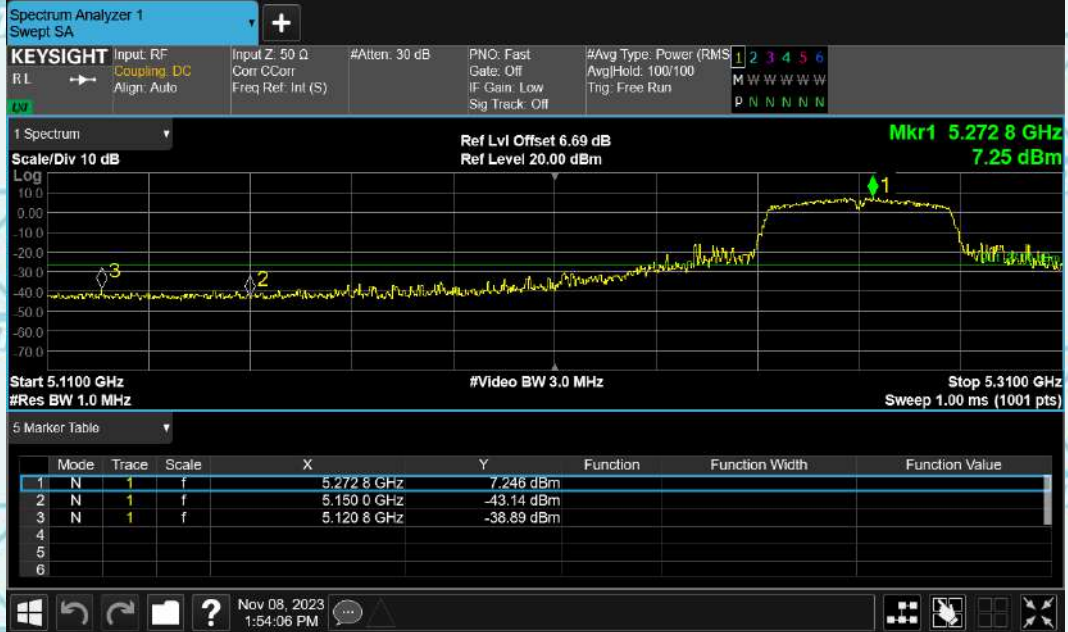 Spectrum Analyzer 1
Swept SA
+
KEYSIGHT Input: RF Input Z: 50 Ω #Atten: 30 dB PNO: Fast #Avg Type: Power (RMS 1 2 3 4 5 6
RL Coupling: DC Corr CCorr Gate: Off Avg|Hold: 100/100 M W W W W W
Align: Auto Freq Ref: Int (S) IF Gain: Low Trig: Free Run
LXI Sig Track: Off P N N N N N
1 Spectrum Ref Lvl Offset 6.69 dB Mkr1 5.272 8 GHz
Scale/Div 10 dB Ref Level 20.00 dBm 7.25 dBm
Log
10.0
0.00
-10.0
-20.0
-30.0
-40.0
-50.0
-60.0
-70.0
1
3
2
Start 5.1100 GHz #Video BW 3.0 MHz Stop 5.3100 GHz
#Res BW 1.0 MHz Sweep 1.00 ms (1001 pts)
5 Marker Table
Mode Trace Scale X Y Function Function Width Function Value
1 N 1 f 5.272 8 GHz 7.246 dBm
2 N 1 f 5.150 0 GHz -43.14 dBm
3 N 1 f 5.120 8 GHz -38.89 dBm
4
5
6
? Nov 08, 2023
1:54:06 PM